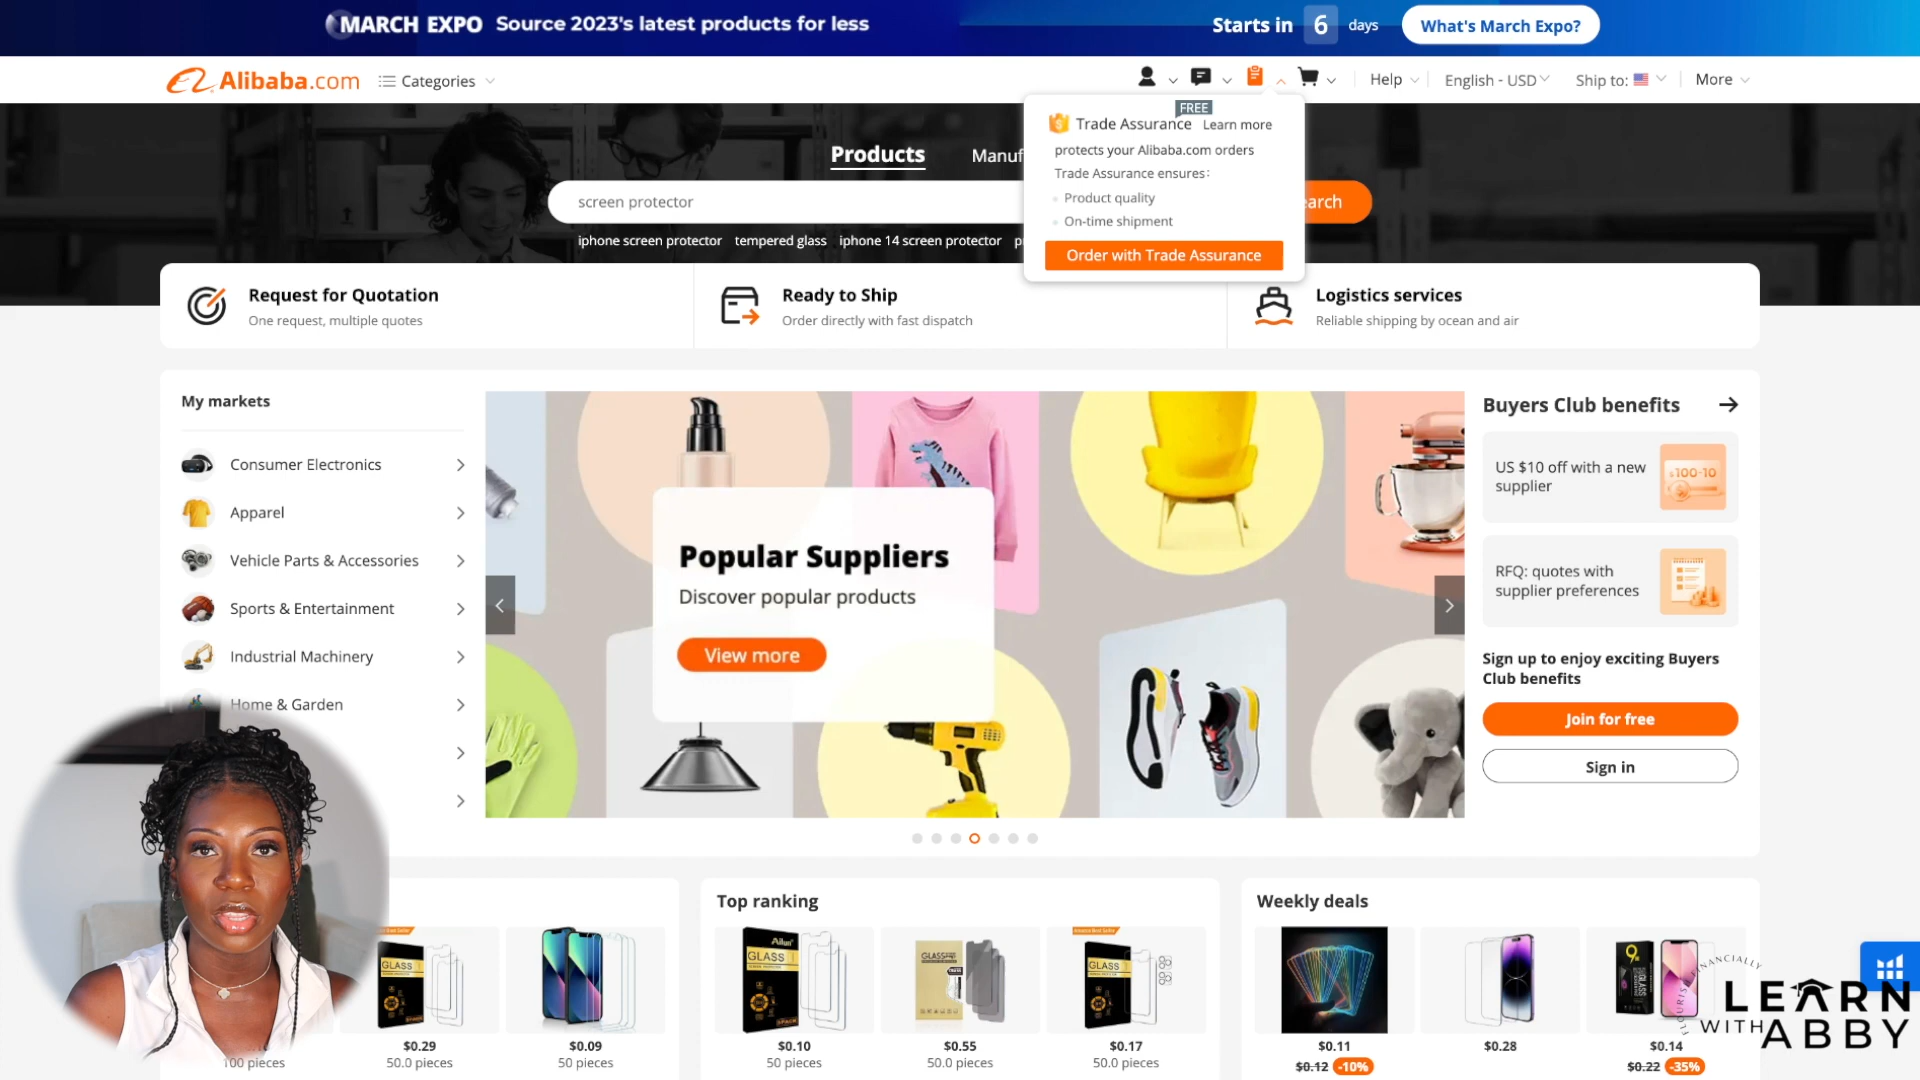 MARCH EXPO Source 2023's latest products for less
Starts in 6 days
What's March Expo?
Alibaba.com
Categories
Help
English - USD
Ship to:
More
FREE
Trade Assurance Learn more
protects your Alibaba.com orders
Trade Assurance ensures:
Product quality
On-time shipment
Order with Trade Assurance
Products
screen protector
iphone screen protector tempered glass iphone 14 screen protector
Request for Quotation
One request, multiple quotes
Ready to Ship
Order directly with fast dispatch
Logistics services
Reliable shipping by ocean and air
My markets
Consumer Electronics
Apparel
Vehicle Parts & Accessories
Sports & Entertainment
Industrial Machinery
Home & Garden
Popular Suppliers
Discover popular products
View more
Buyers Club benefits
US $10 off with a new
supplier
$100-10
RFQ: quotes with
supplier preferences
Sign up to enjoy exciting Buyers
Club benefits
Join for free
Sign in
GLASS
$0.29
50.0 pieces
$0.09
50 pieces
100 pieces
Top ranking
Ailun
GLASS
$0.10
50 pieces
GLASS
$0.55
50.0 pieces
GLASS
$0.17
50.0 pieces
Weekly deals
$0.11
$0.12 -10%
$0.28
$0.14
$0.22 -35%
FINANCIALLY
LEARN
WITH ABBY